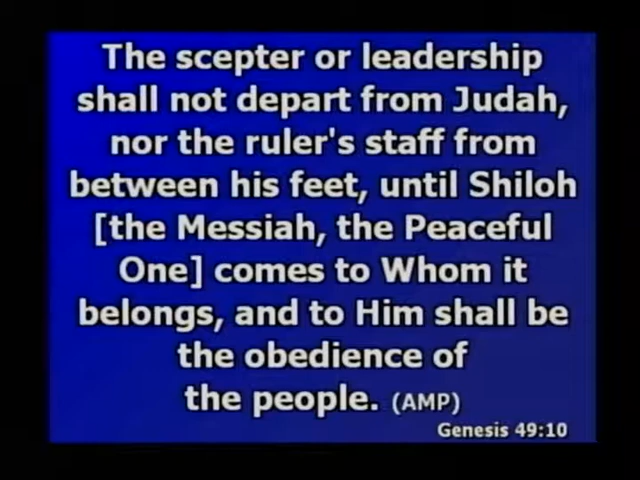 The scepter or leadership
shall not depart from Judah,
nor the ruler's staff from
between his feet, until Shiloh
[the Messiah, the Peaceful
One] comes to Whom it
belongs, and to Him shall be
the obedience of
the people. (AMP)
Genesis 49:10